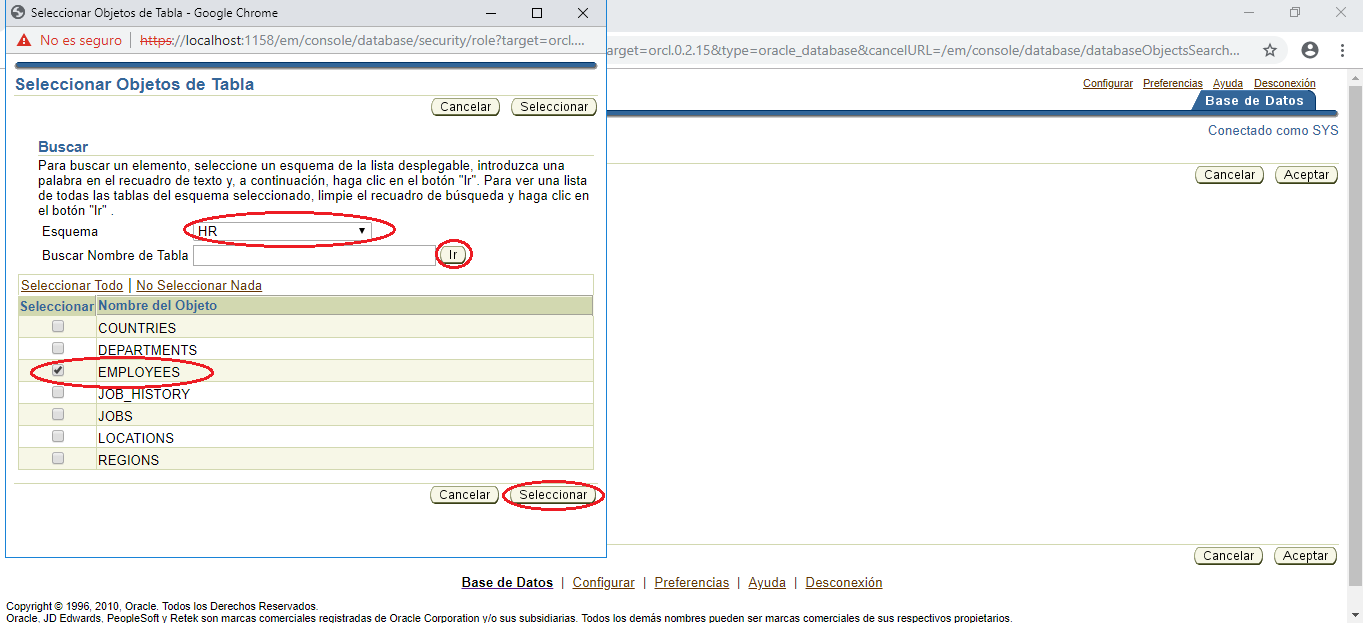 Seleccionar Objetos de Tabla - Google Chrome
No es seguro | https://localhost:1158/em/console/database/security/role?target=orcl....
arget=orcl.0.2.15&type=oracle_database&cancelURL=/em/console/database/databaseObjectsSearch...
Configurar Preferencias Ayuda Desconexión
Base de Datos
Conectado como SYS
Cancelar Aceptar
Seleccionar Objetos de Tabla
Cancelar Seleccionar
Buscar
Para buscar un elemento, seleccione un esquema de la lista desplegable, introduzca una
palabra en el recuadro de texto y, a continuación, haga clic en el botón "Ir". Para ver una lista
de todas las tablas del esquema seleccionado, limpie el recuadro de búsqueda y haga clic en
el botón "Ir" .
Esquema HR
Buscar Nombre de Tabla Ir
Seleccionar Todo | No Seleccionar Nada
Seleccionar Nombre del Objeto
COUNTRIES
DEPARTMENTS
EMPLOYEES
JOB_HISTORY
JOBS
LOCATIONS
REGIONS
Cancelar Seleccionar
Cancelar Aceptar
Base de Datos | Configurar | Preferencias | Ayuda | Desconexión
Copyright © 1996, 2010, Oracle. Todos los Derechos Reservados.
Oracle, JD Edwards, PeopleSoft y Retek son marcas comerciales registradas de Oracle Corporation y/o sus subsidiarias. Todos los demás nombres pueden ser marcas comerciales de sus respectivos propietarios.